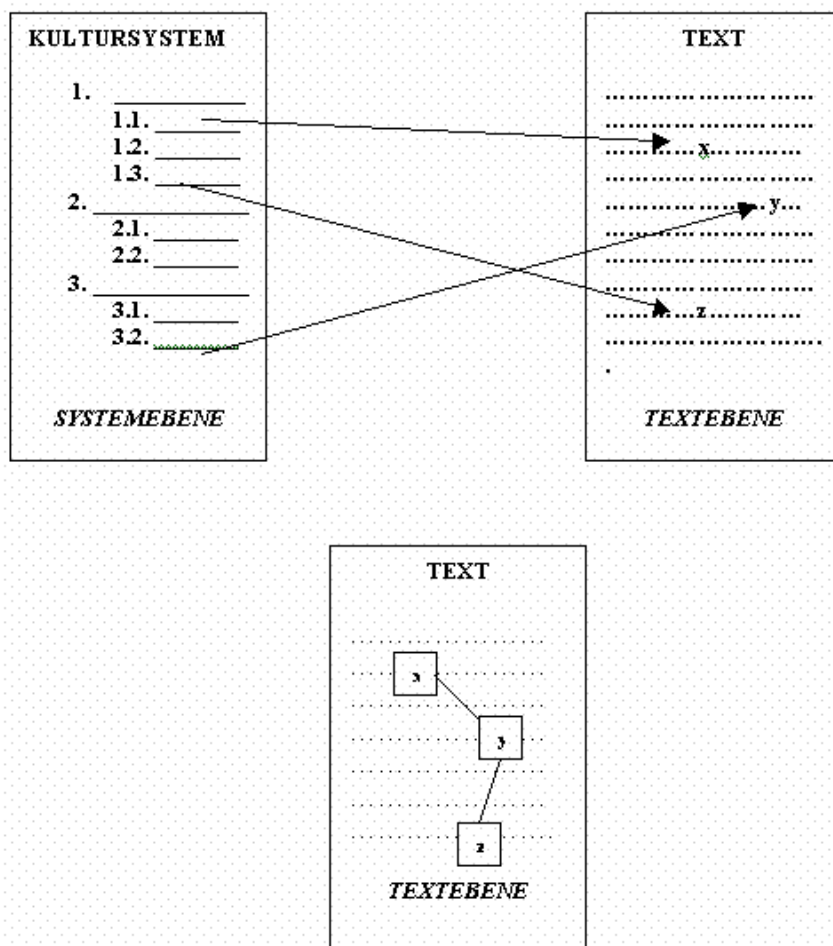 KULTURSYSTEM
1.
1.1.
1.2.
1.3.
2.
2.1.
2.2.
3.
3.1.
3.2.
SYSTEMEBENE
TEXT
x
y
z
TEXTEBENE
TEXT
x
y
z
TEXTEBENE